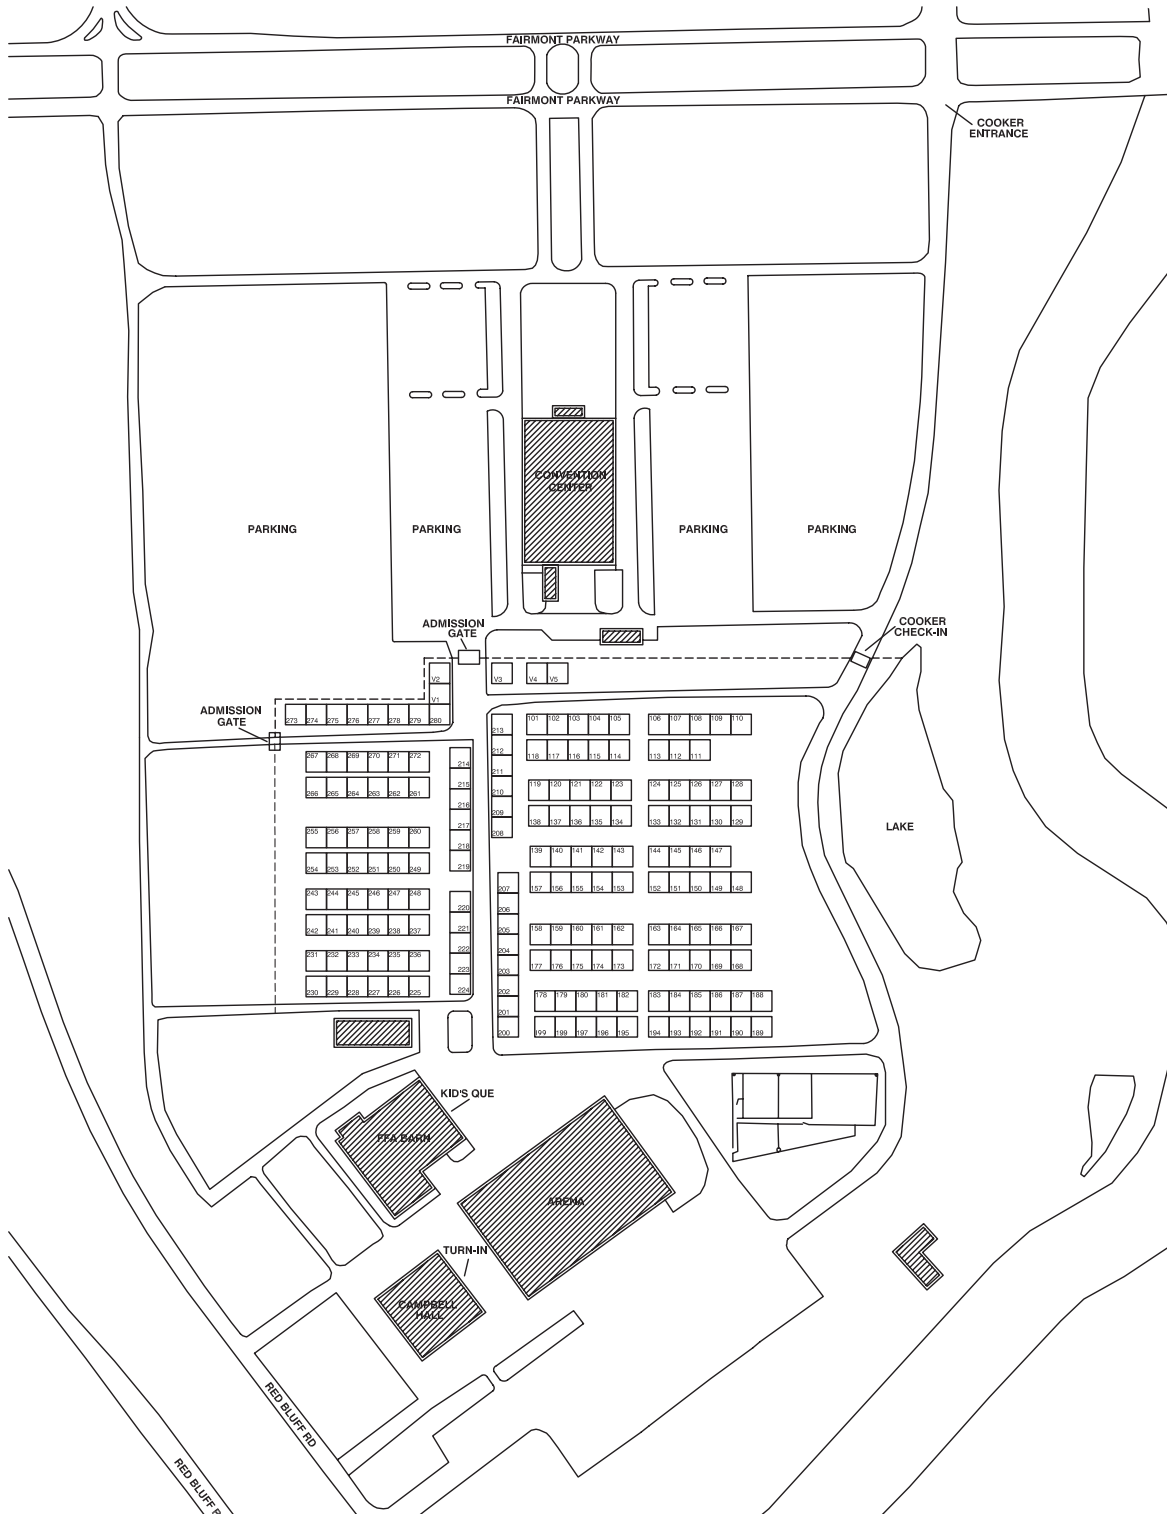 FAIRMONT PARKWAY
FAIRMONT PARKWAY
COOKER
ENTRANCE
CONVENTION
CENTER
PARKING
PARKING
PARKING
PARKING
ADMISSION
GATE
COOKER
CHECK-IN
V2
V3 V4 V5
V1
ADMISSION
GATE
273 274 275 276 277 278 279 280
213
101 102 103 104 105
106 107 108 109 110
212
118 117 116 115 114
113 112 111
267 268 269 270 271 272
214
211
215
266 265 264 263 262 261
210
119 120 121 122 123
124 125 126 127 128
216
209
138 137 136 135 134
133 132 131 130 129
217
208
LAKE
255 256 257 258 259 260
218
139 140 141 142 143
144 145 146 147
254 253 252 251 250 249
219
207
157 156 155 154 153
152 151 150 149 148
243 244 245 246 247 248
220
206
242 241 240 239 238 237
221
205
158 159 160 161 162
163 164 165 166 167
222
204
231 232 233 234 235 236
223
203
177 176 175 174 173
172 171 170 169 168
230 229 228 227 226 225
224
202
178 179 180 181 182
183 184 185 186 187 188
201
200
199 199 197 196 195
194 193 192 191 190 189
KID'S QUE
FFA BARN
ARENA
TURN-IN
CAMPBELL
HALL
RED BLUFF RD
RED BLUFF R